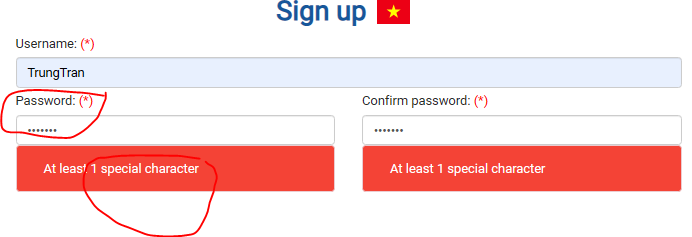 Sign up
Username: (*)
TrungTran
Password: (*) Confirm password: (*)
••••••• •••••••
At least 1 special character At least 1 special character